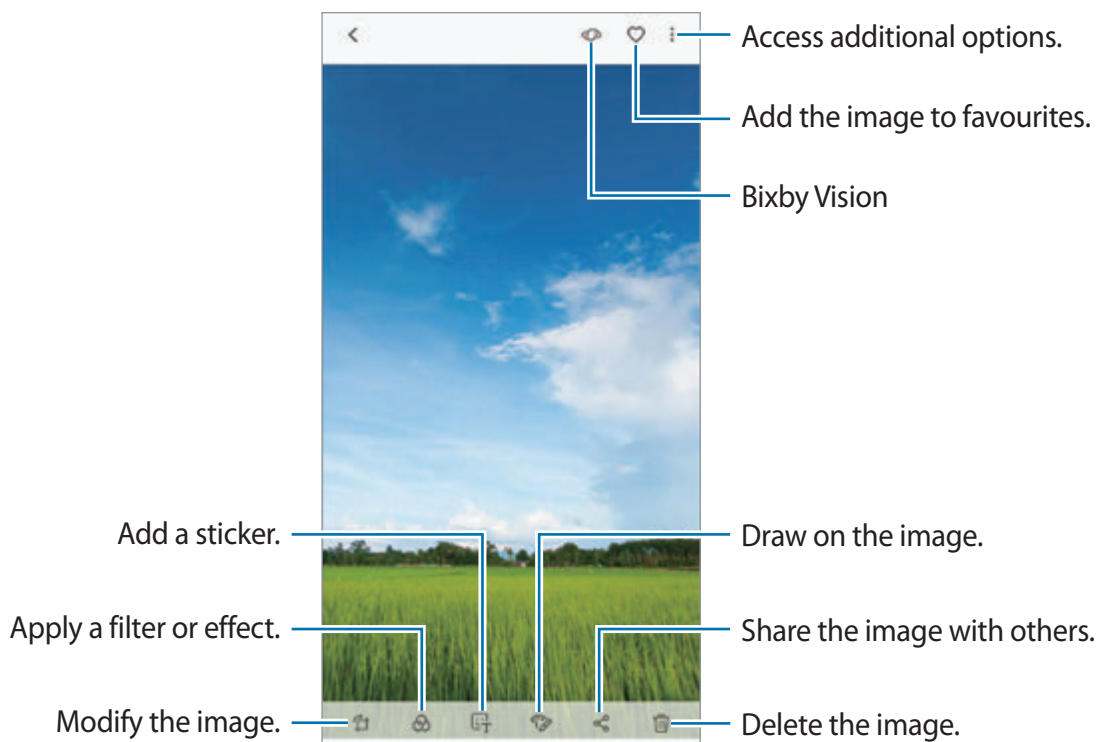 Access additional options.
Add the image to favourites.
Bixby Vision
Add a sticker.
Draw on the image.
Apply a filter or effect.
Share the image with others.
Modify the image.
Delete the image.